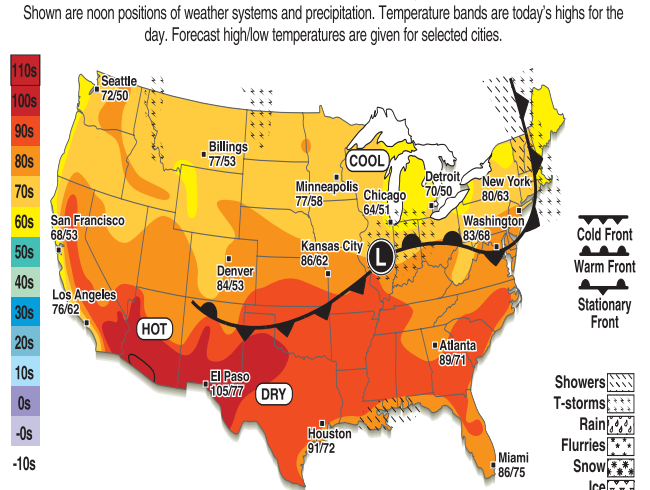 Shown are noon positions of weather systems and precipitation. Temperature bands are today's highs for the
day. Forecast high/low temperatures are given for selected cities.
110s
100s
90s
80s
70s
60s
50s
40s
30s
20s
10s
0s
-0s
-10s
Seattle
72/50
Billings
77/53
COOL
Minneapolis
77/58
Chicago
64/51
Detroit
70/50
New York
80/63
Washington
83/68
San Francisco
68/53
Denver
84/53
Kansas City
86/62
L
Los Angeles
76/62
HOT
El Paso
105/77
DRY
Atlanta
89/71
Houston
91/72
Miami
86/75
Cold Front
Warm Front
Stationary
Front
Showers
T-storms
Rain
Flurries
Snow
Ice